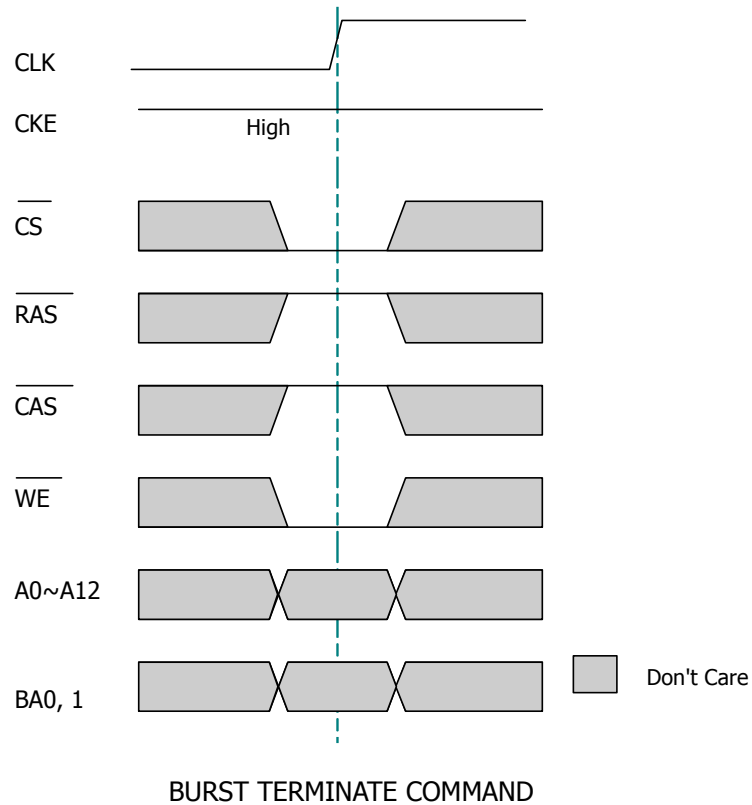 CLK
CKE
High
CS
RAS
CAS
WE
A0~A12
BA0, 1
Don't Care
BURST TERMINATE COMMAND